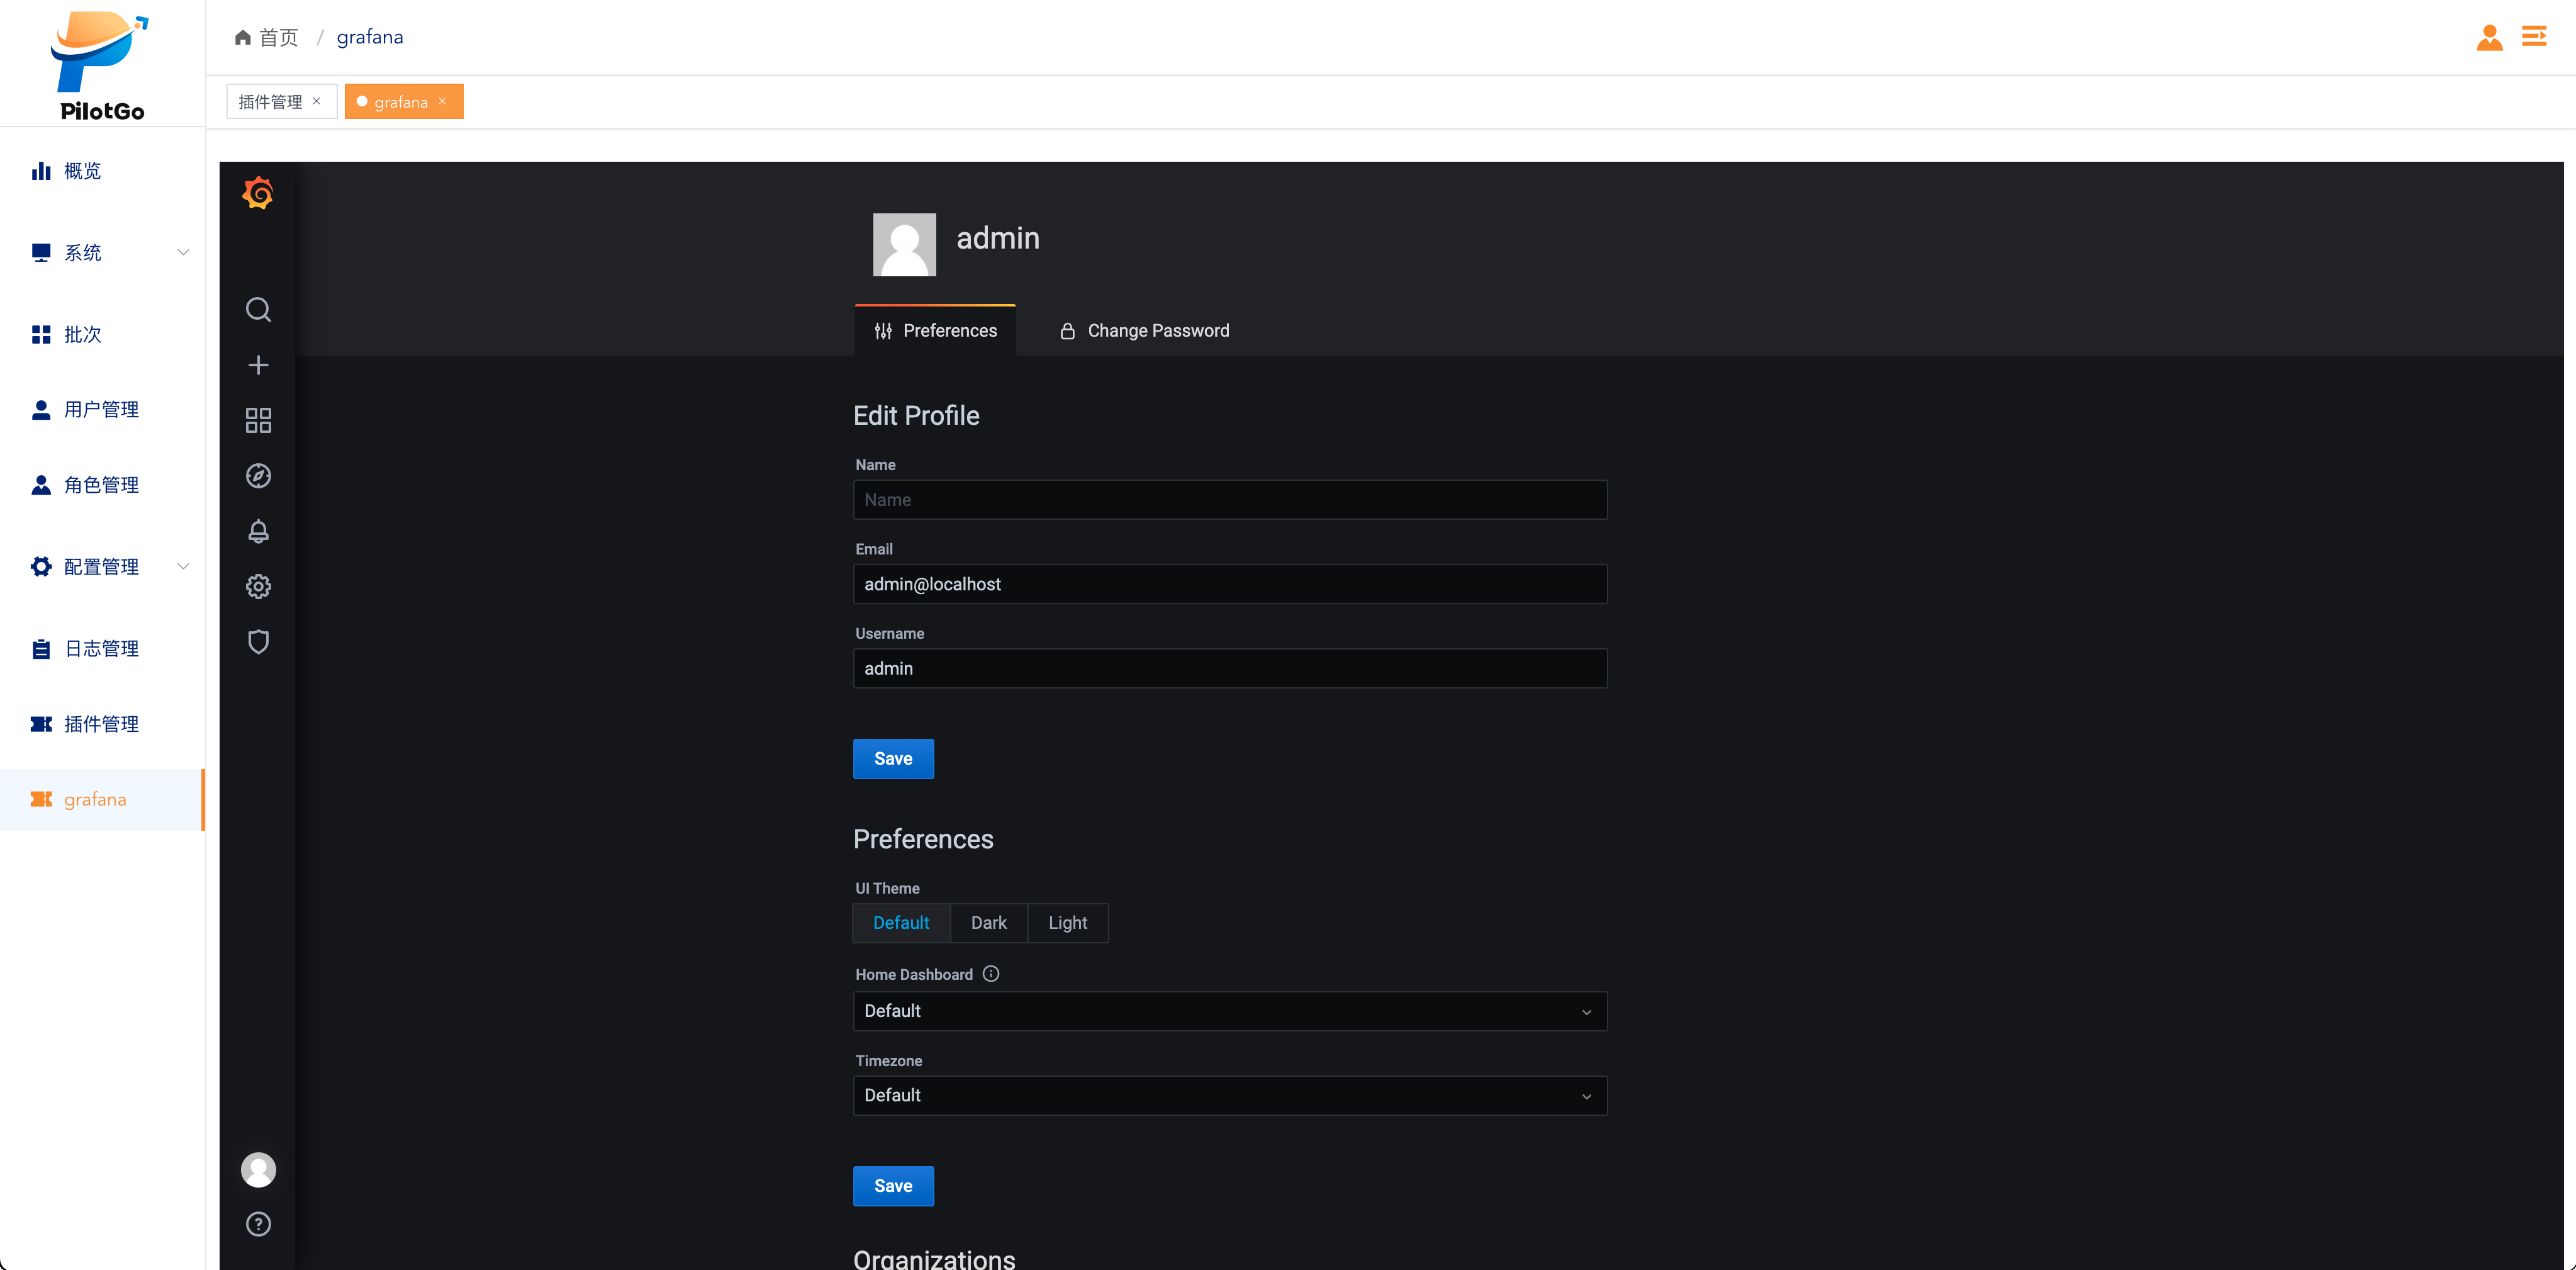 PilotGo
首页 / grafana
插件管理 ×
grafana ×
概览
系统
批次
用户管理
角色管理
配置管理
日志管理
插件管理
grafana
admin
Preferences
Change Password
Edit Profile
Name
Name
Email
admin@localhost
Username
admin
Save
Preferences
UI Theme
Default Dark Light
Home Dashboard
Default
Timezone
Default
Save
Organizations